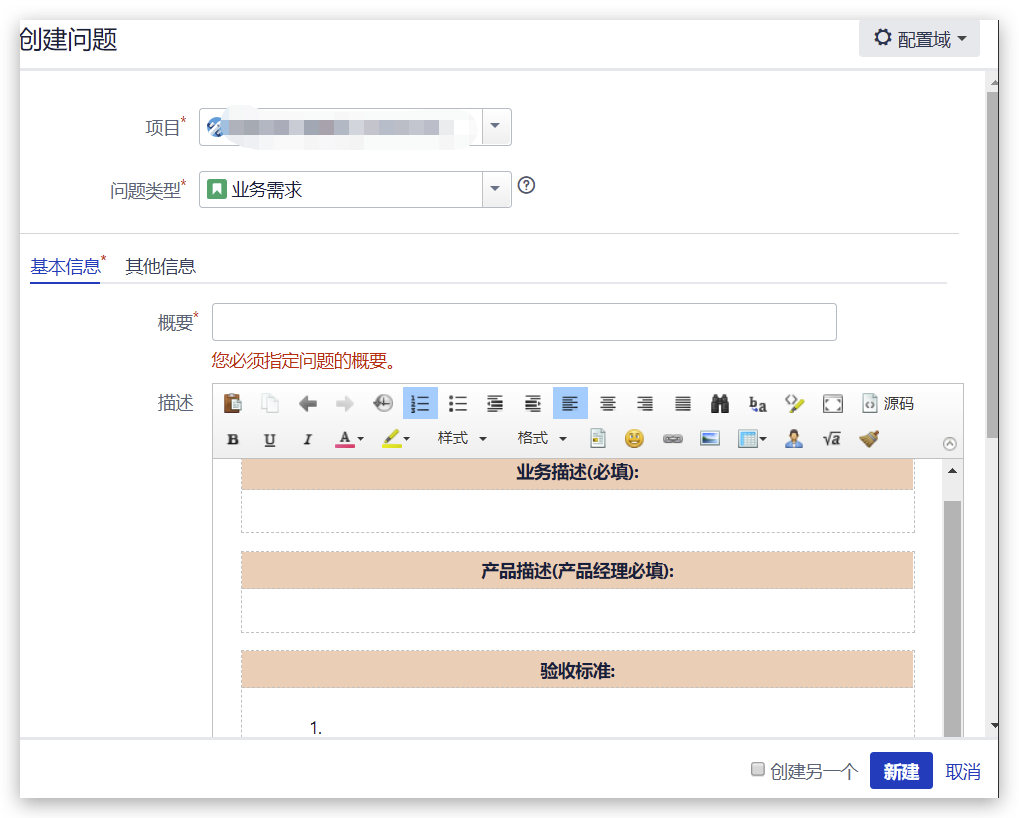 创建问题
配置域
项目*
问题类型*
业务需求
基本信息*
其他信息
概要*
您必须指定问题的概要。
描述
源码
B U I A 样式 格式 √a
业务描述(必填):
产品描述(产品经理必填):
验收标准:
1.
创建另一个 新建 取消